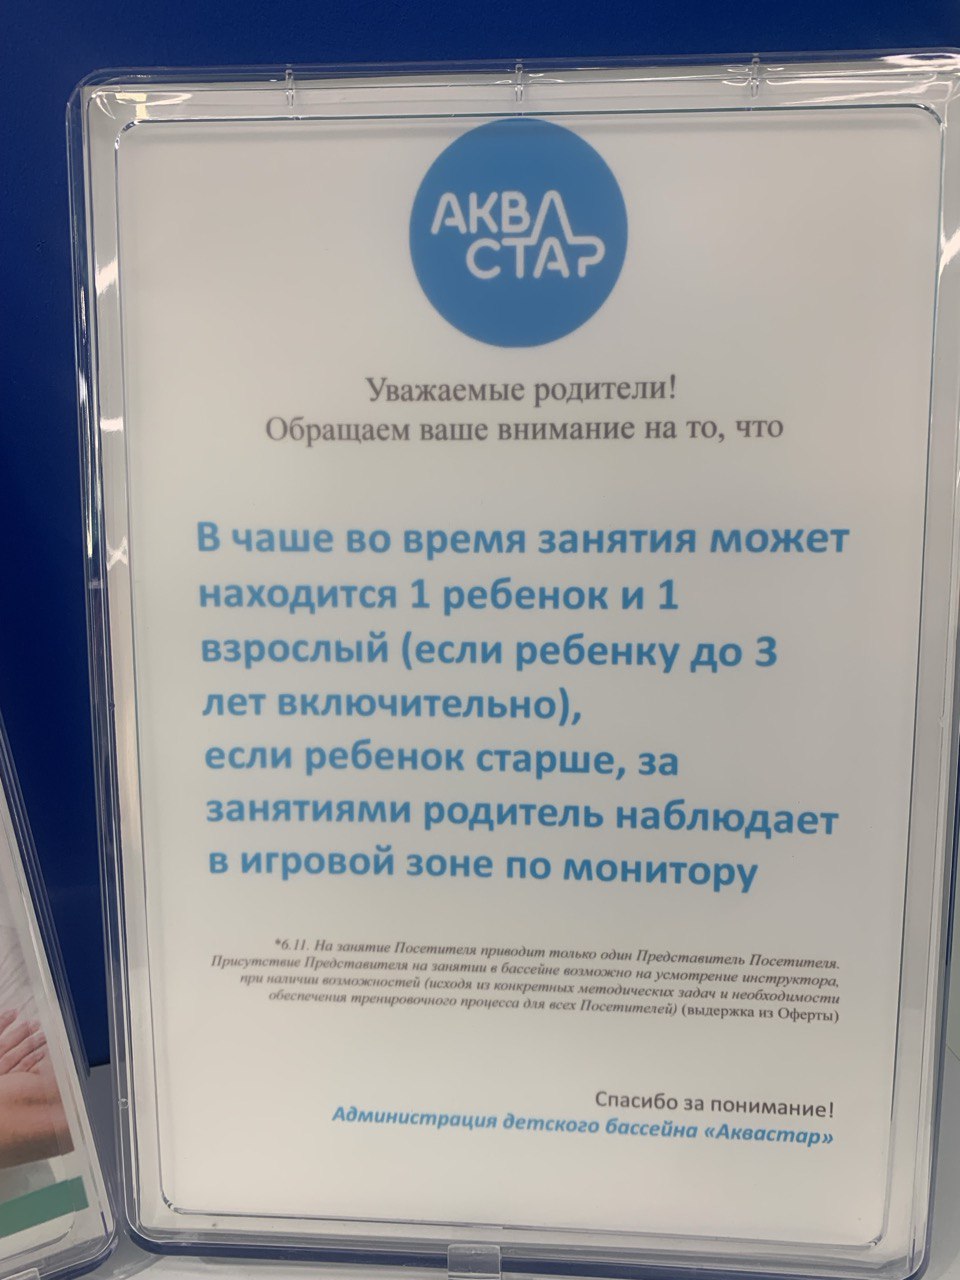 АКВА
СТАР
Уважаемые родители!
Обращаем ваше внимание на то, что
В чаше во время занятия может
находится 1 ребенок и 1
взрослый (если ребенку до 3
лет включительно),
если ребенок старше, за
занятиями родитель наблюдает
в игровой зоне по монитору
*6.11. На занятие Посетителя приводит только один Представитель Посетителя.
Присутствие Представителя на занятии в бассейне возможно на усмотрение инструктора,
при наличии возможностей (исходя из конкретных методических задач и необходимости
обеспечения тренировочного процесса для всех Посетителей) (выдержка из Оферты)
Спасибо за понимание!
Администрация детского бассейна «Аквастар»